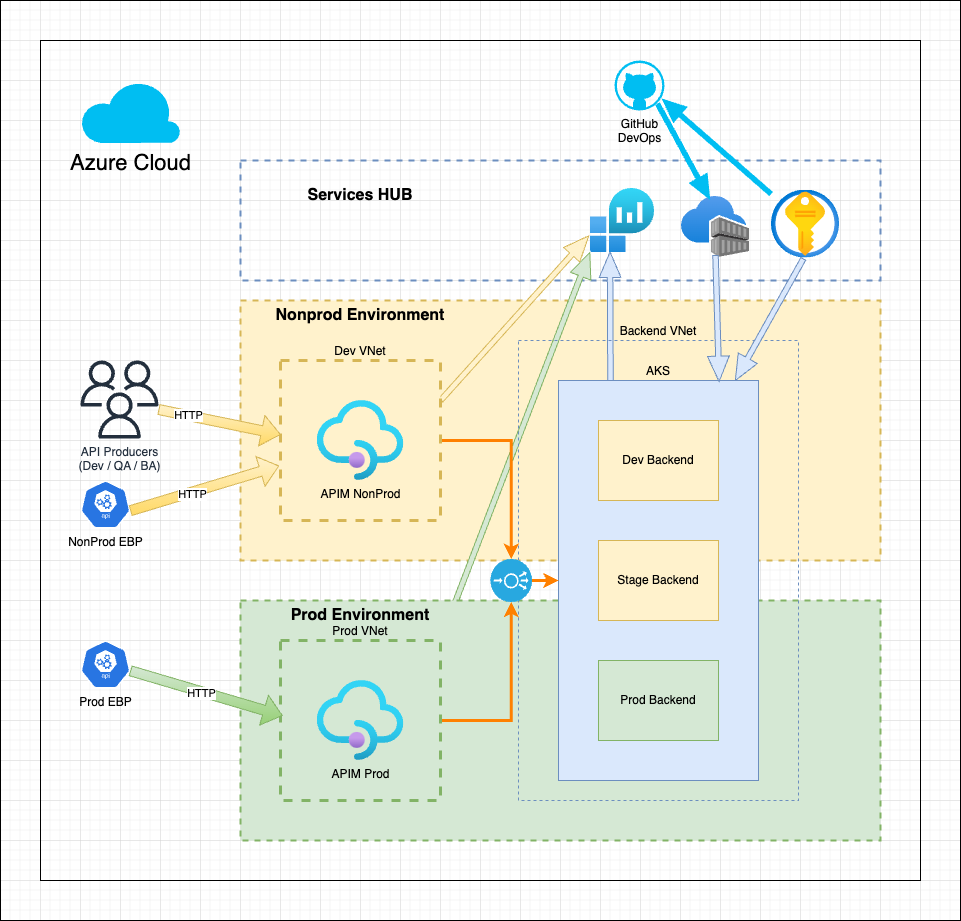 GitHub
DevOps
Azure Cloud
Services HUB
Nonprod Environment
Backend VNet
Dev VNet
AKS
HTTP
API Producers
(Dev / QA / BA)
Dev Backend
HTTP
APIM NonProd
api
NonProd EBP
Stage Backend
Prod Environment
Prod VNet
api
HTTP
Prod EBP
Prod Backend
APIM Prod